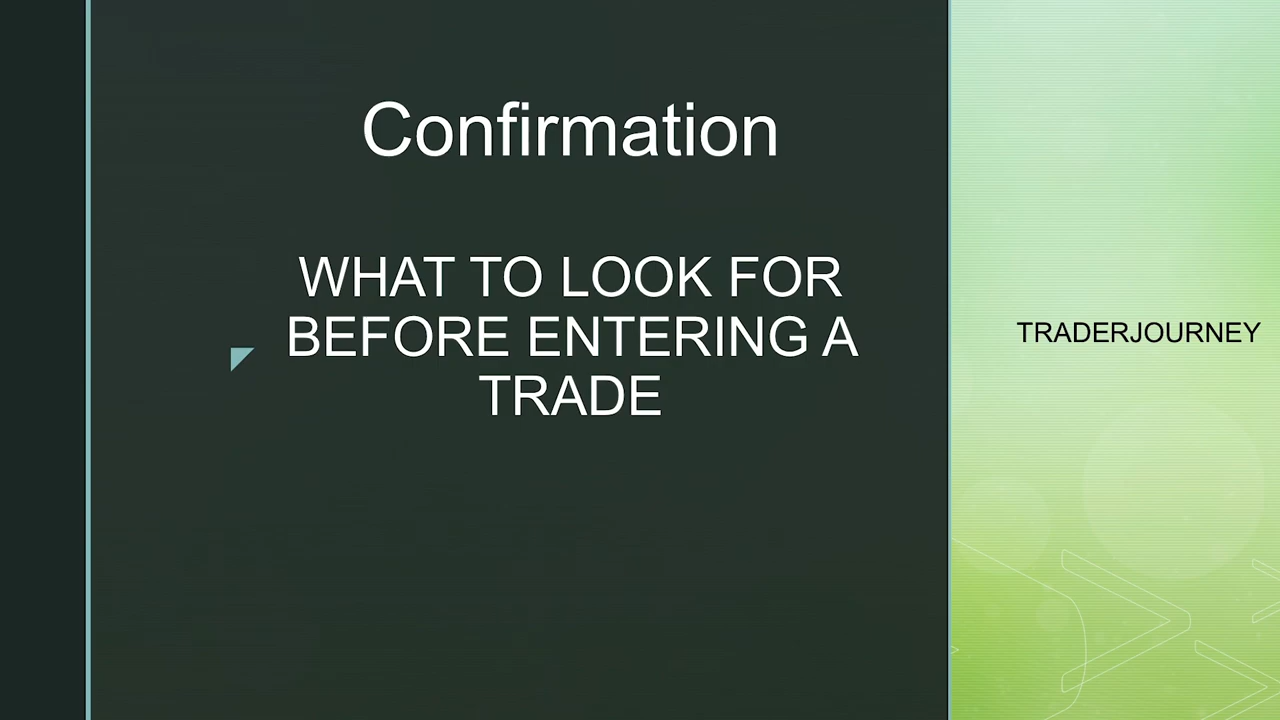 Confirmation
WHAT TO LOOK FOR
BEFORE ENTERING A
TRADE
TRADERJOURNEY